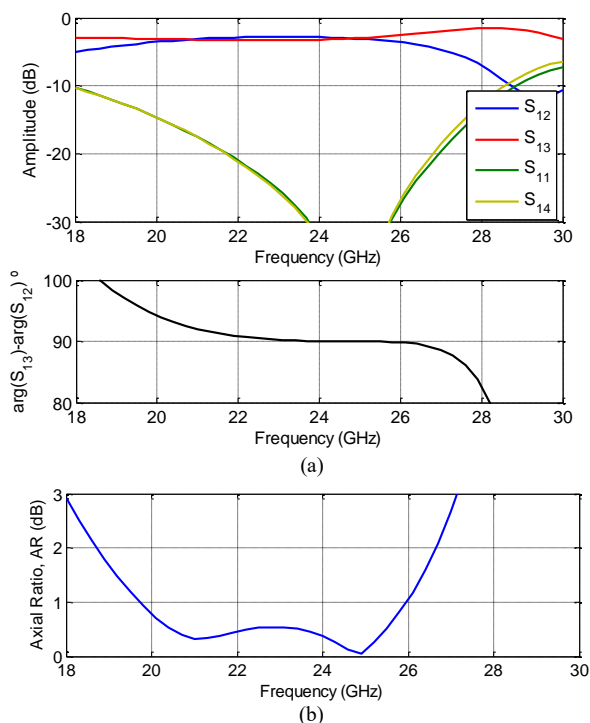 0
-10
-20
-30
Amplitude (dB)
S12
S13
S11
S14
18 20 22 24 26 28 30
Frequency (GHz)
100
90
80
arg(S13)-arg(S12) º
18 20 22 24 26 28 30
Frequency (GHz)
(a)
3
2
1
0
Axial Ratio, AR (dB)
18 20 22 24 26 28 30
Frequency (GHz)
(b)